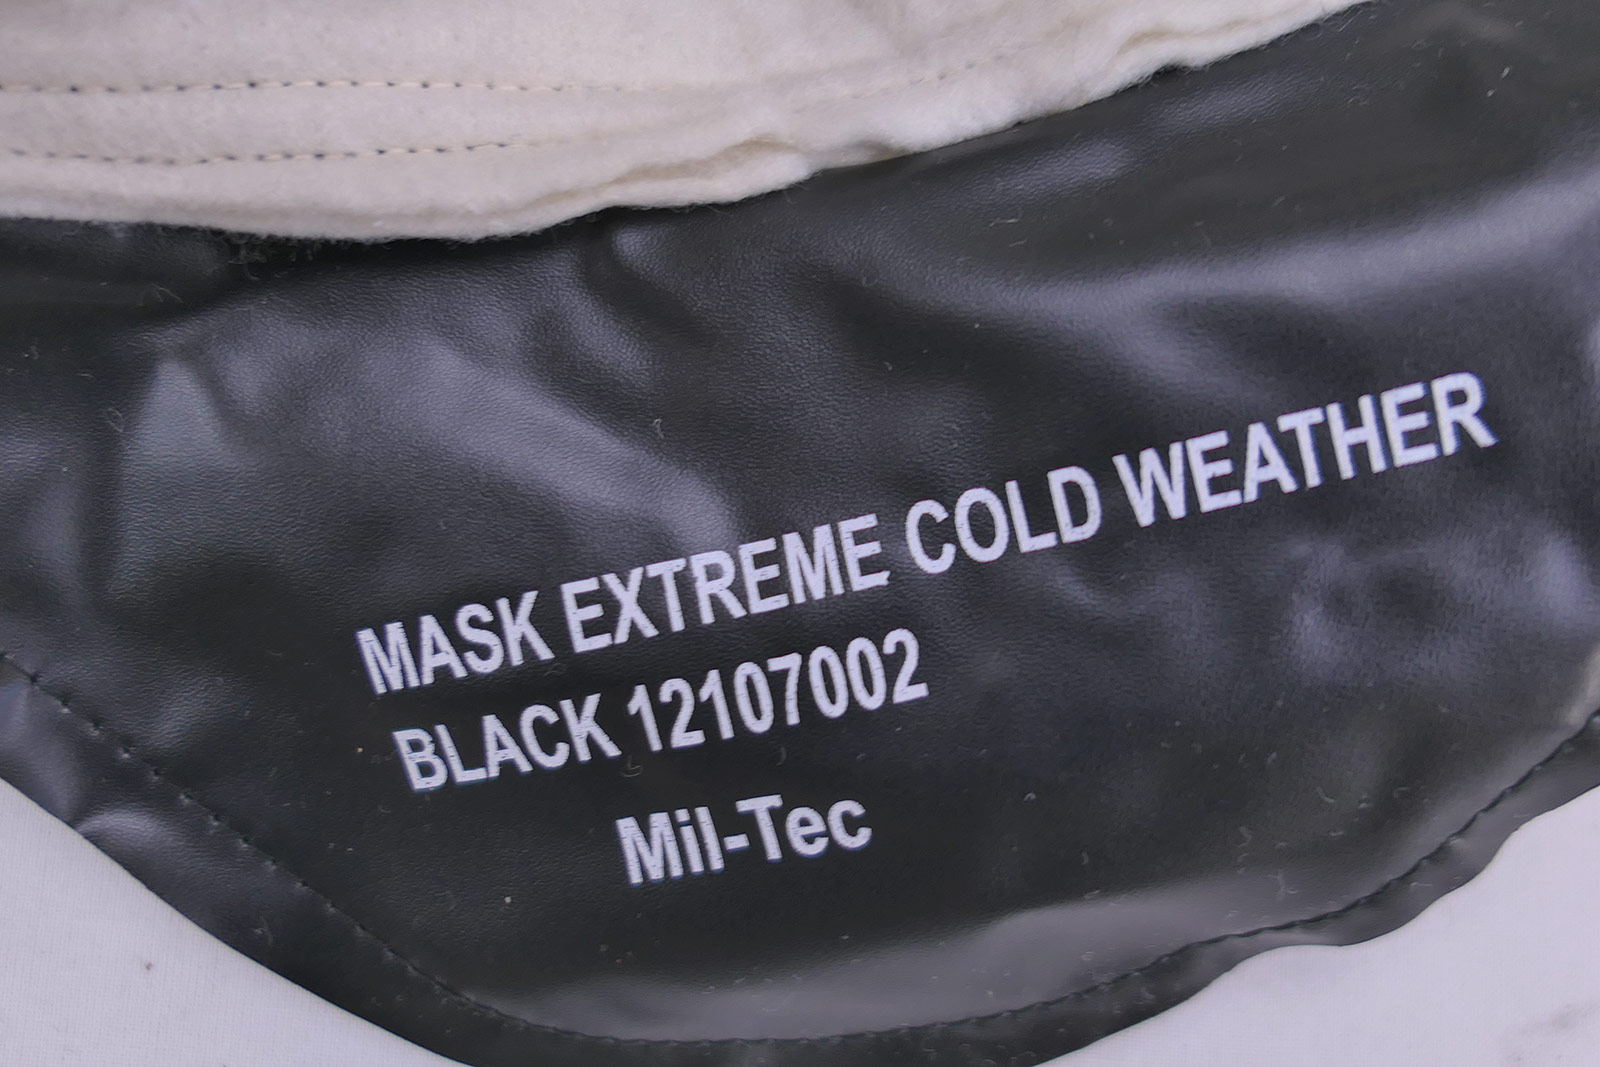 MASK EXTREME COLD WEATHER
BLACK 12107002
Mil-Tec